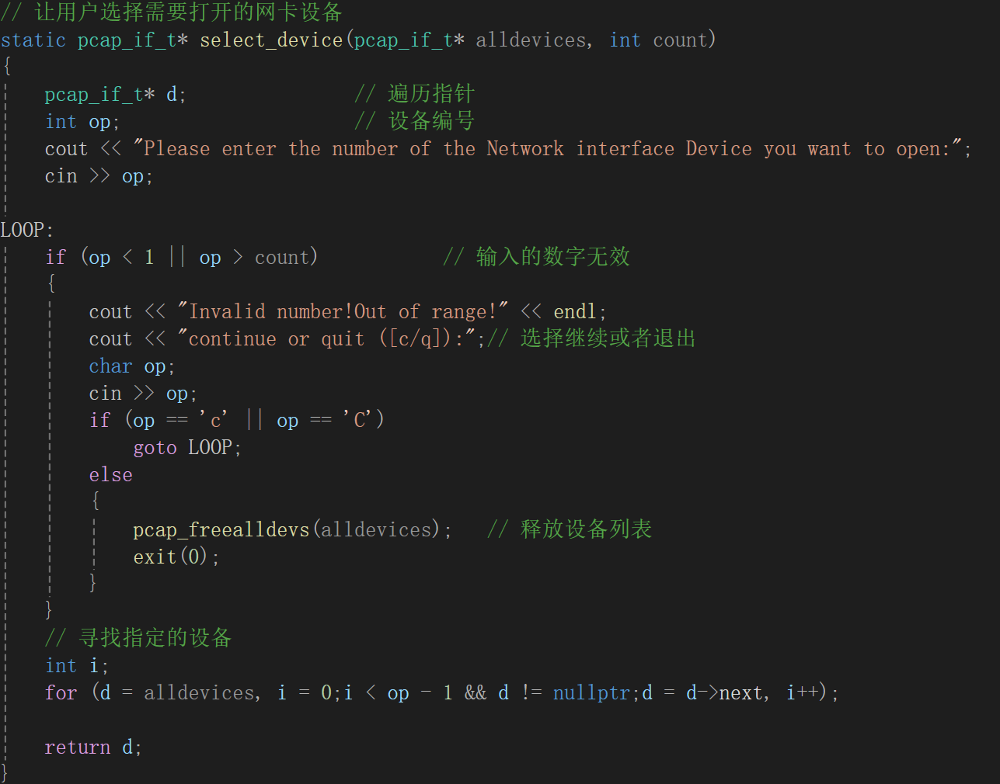 // 让用户选择需要打开的网卡设备
static pcap_if_t* select_device(pcap_if_t* alldevices, int count)
{
    pcap_if_t* d;               // 遍历指针
    int op;                     // 设备编号
    cout << "Please enter the number of the Network interface Device you want to open:";
    cin >> op;

LOOP:
    if (op < 1 || op > count)           // 输入的数字无效
    {
        cout << "Invalid number!Out of range!" << endl;
        cout << "continue or quit ([c/q]):";// 选择继续或者退出
        char op;
        cin >> op;
        if (op == 'c' || op == 'C')
            goto LOOP;
        else
        {
            pcap_freealldevs(alldevices);   // 释放设备列表
            exit(0);
        }
    }
    // 寻找指定的设备
    int i;
    for (d = alldevices, i = 0;i < op - 1 && d != nullptr;d = d->next, i++);

    return d;
}